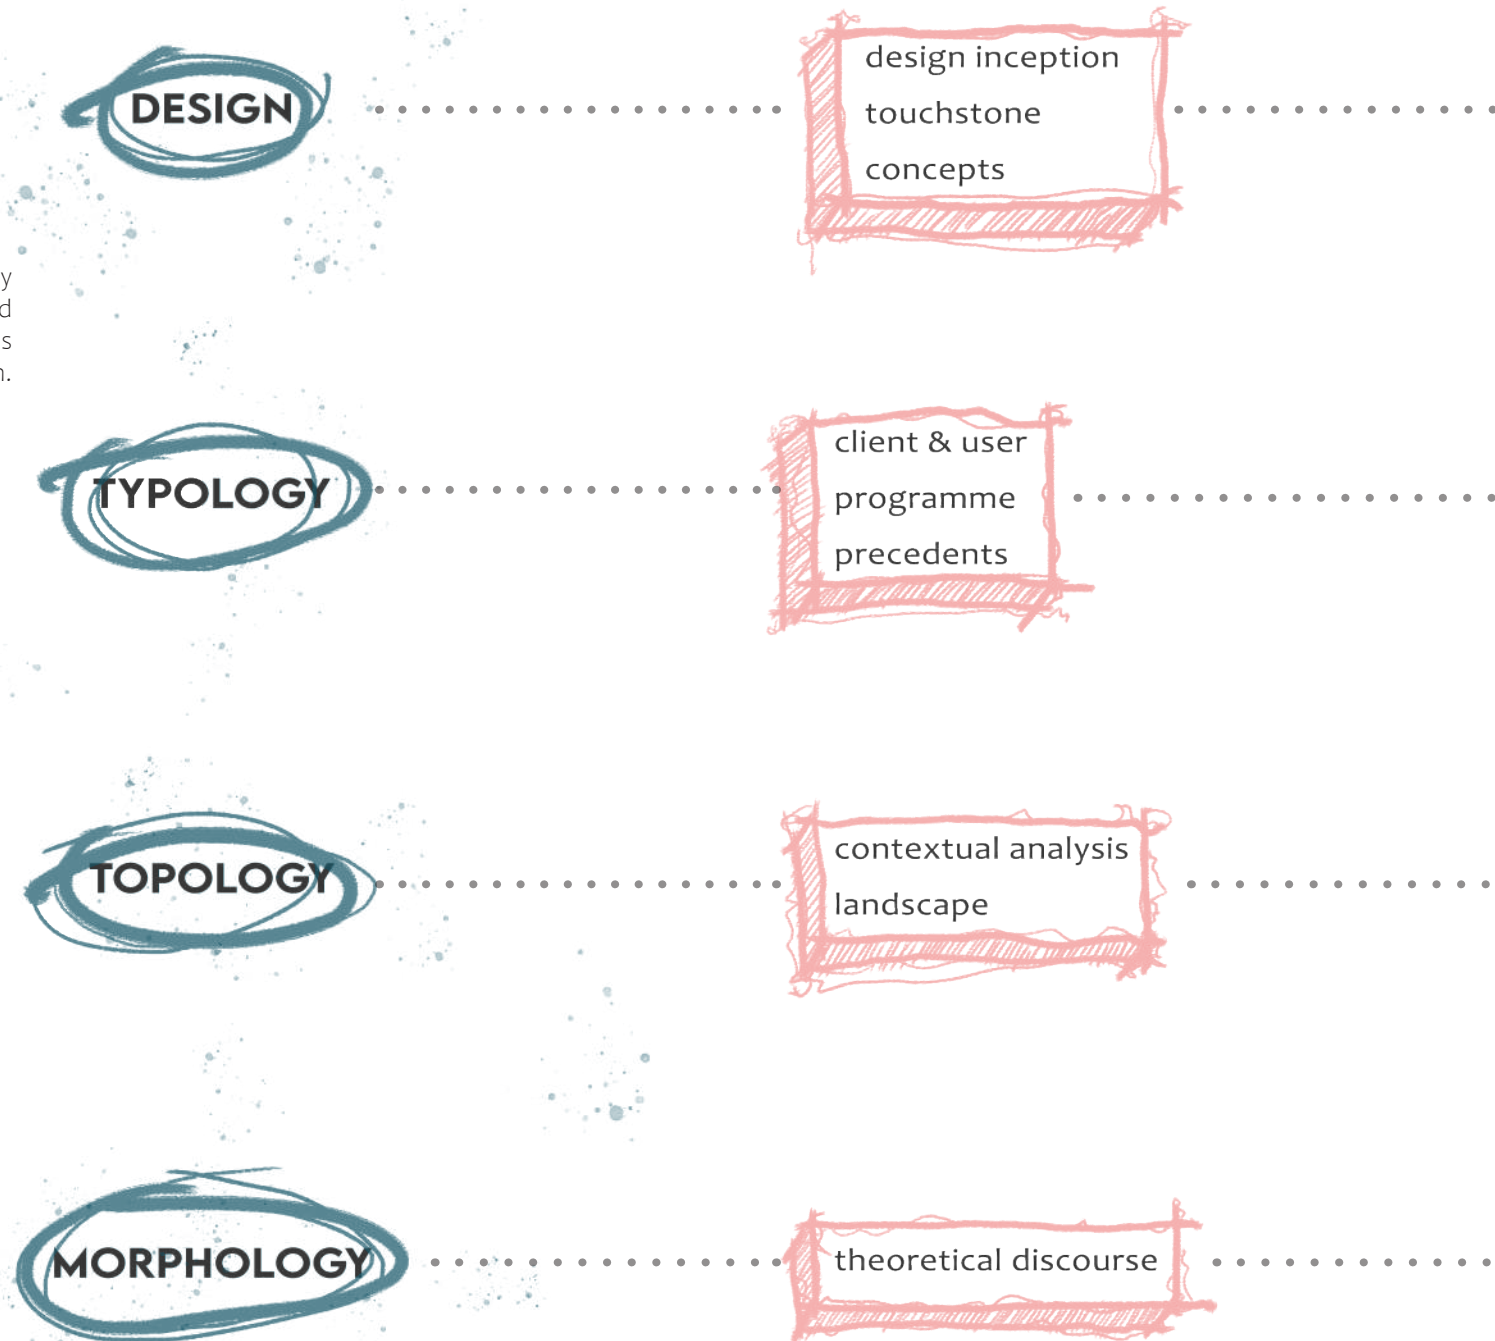 DESIGN
design inception
touchstone
concepts
y
d
s
n.
TYPOLOGY
client & user
programme
precedents
TOPOLOGY
contextual analysis
landscape
MORPHOLOGY
theoretical discourse